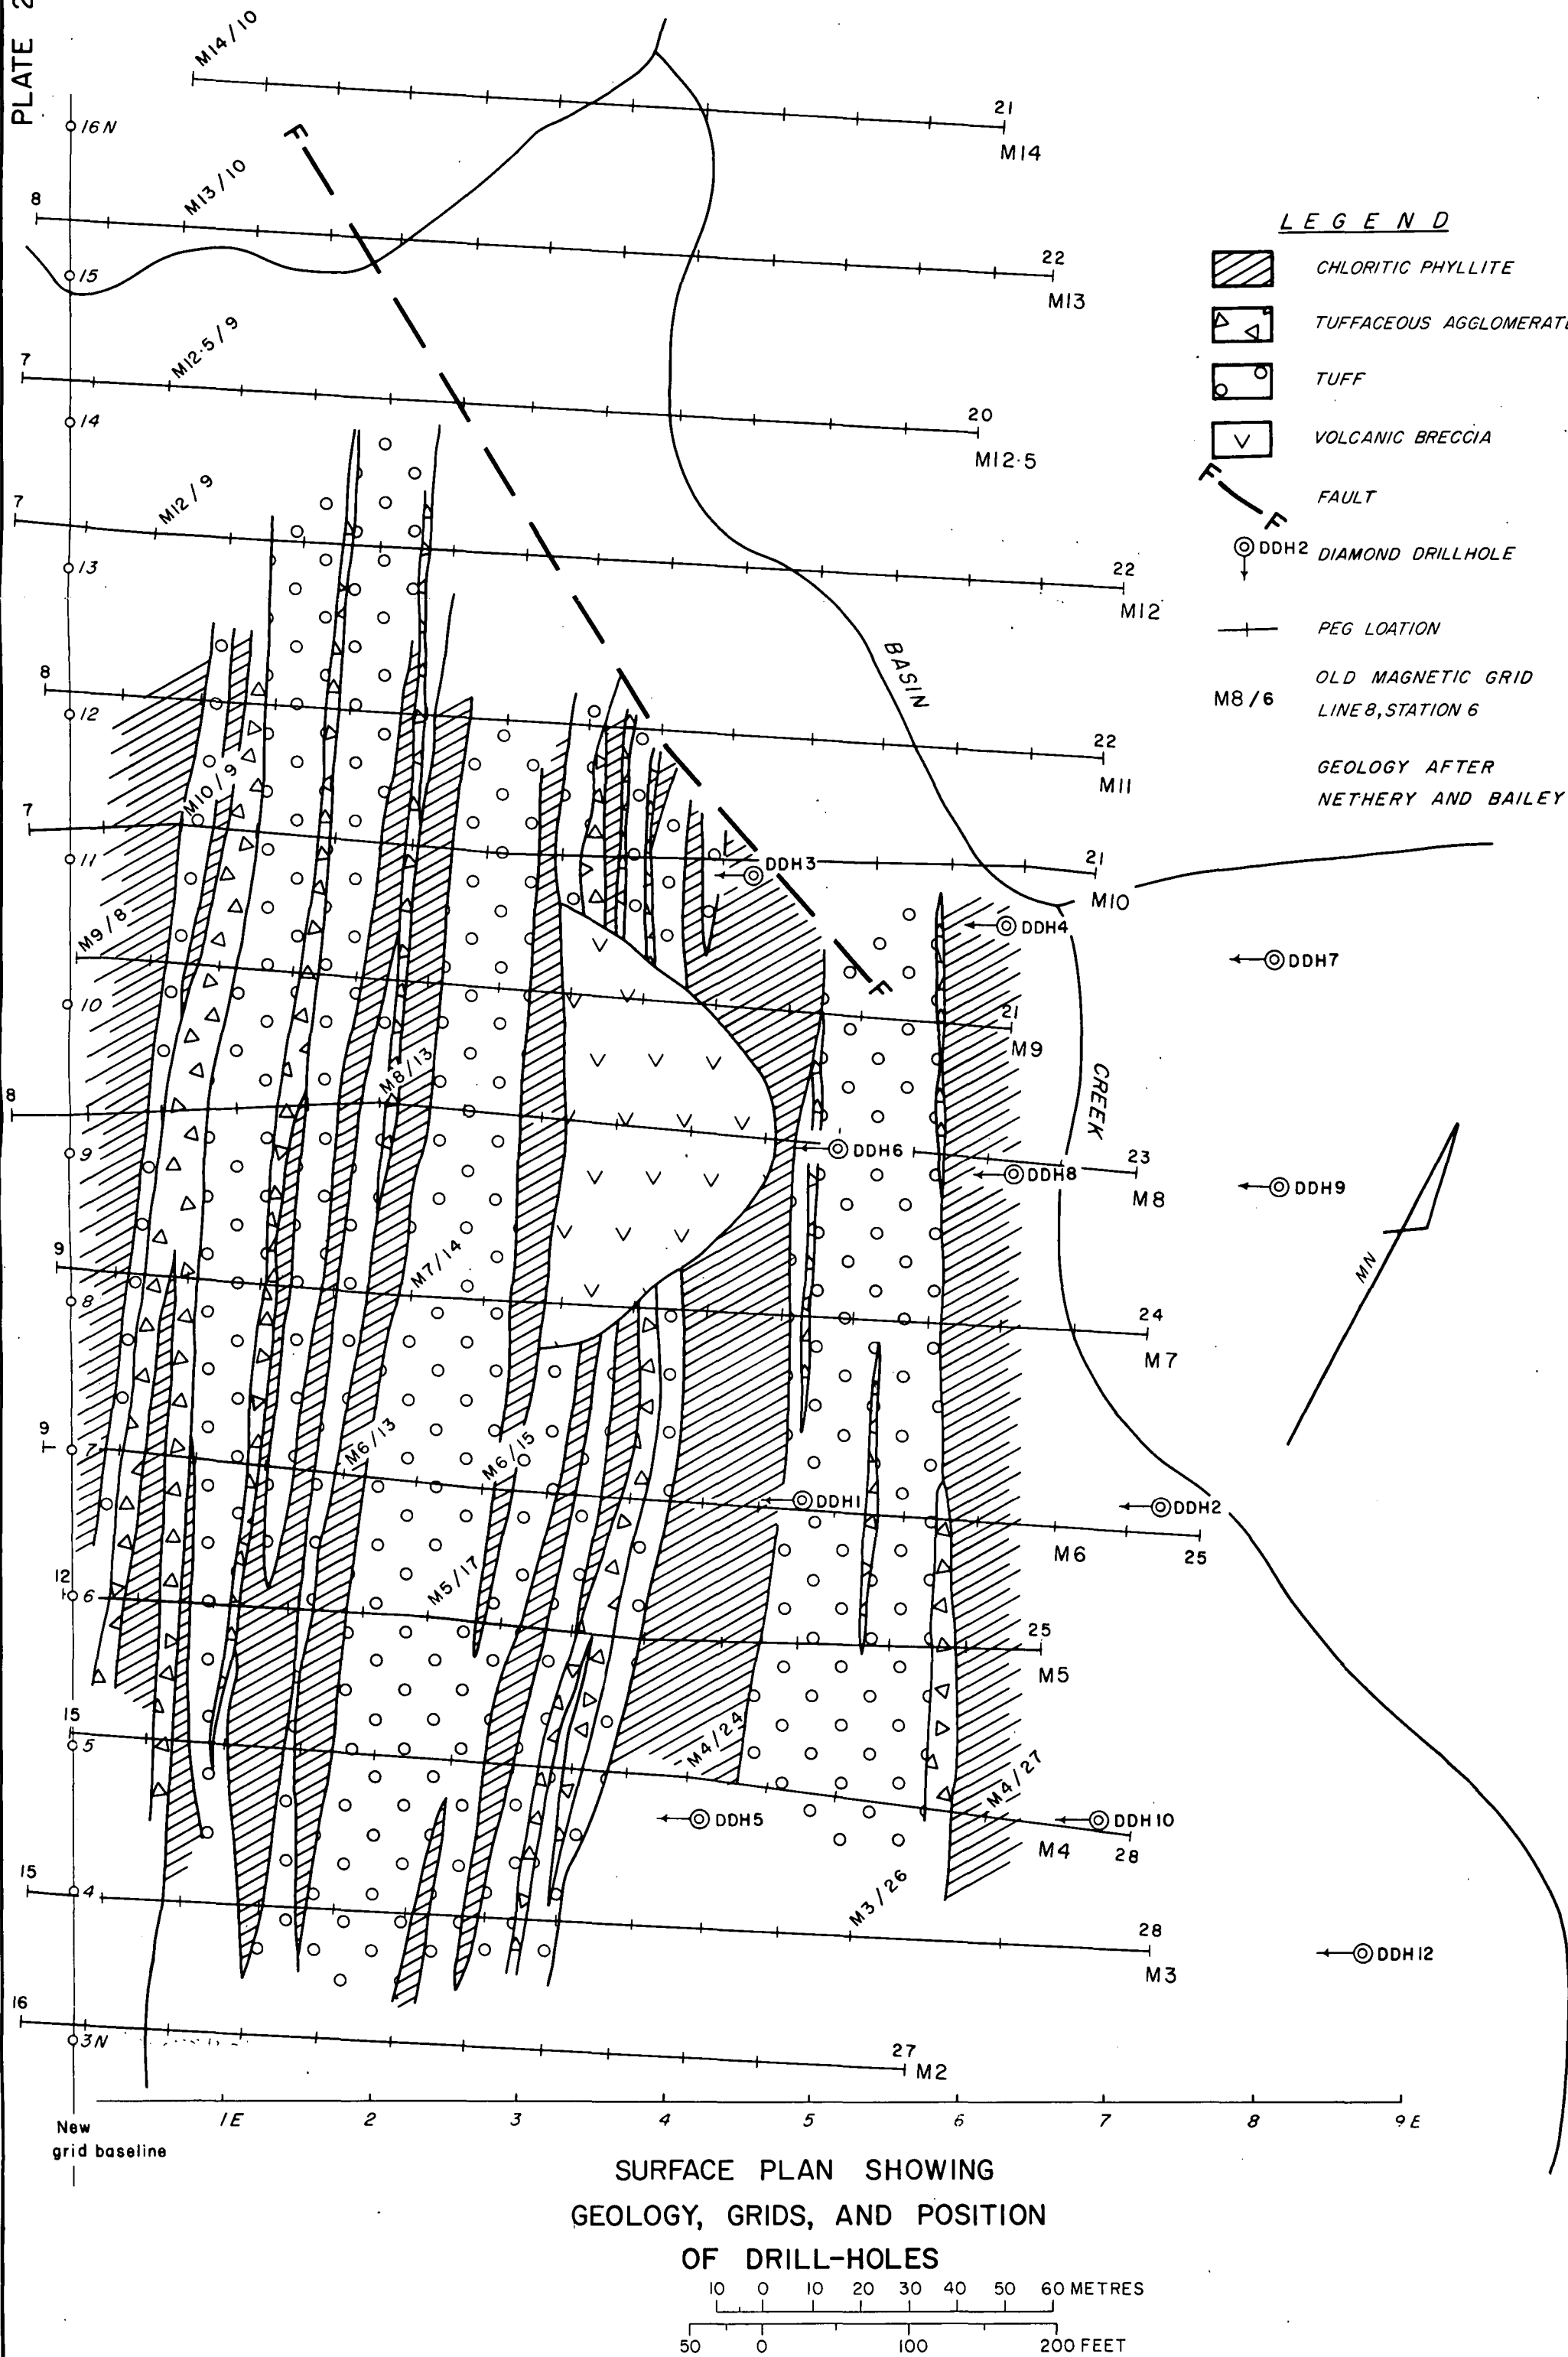 PLATE 2
M14/10
16N
21
M14
8
M13/10
15
22
M13
7
M12·5/9
14
20
M12·5
7
M12/9
13
22
M12
8
12
22
M11
7
M10/9
11
DDH3
21
M10
M9/8
10
DDH4
DDH7
F
F
21
M9
BASIN
CREEK
8
M8/13
9
DDH6
23
M8
DDH8
DDH9
9
M7/14
8
24
M7
MN
9
7
M6/13
M6/15
DDH1
DDH2
M6
25
12
6
M5/17
25
M5
15
5
M4/24
M4/27
DDH5
DDH10
M4
28
15
4
M3/26
28
M3
DDH12
16
3N
27
M2
1E
2
3
4
5
6
7
8
9E
New
grid baseline
LEGEND
CHLORITIC PHYLLITE
TUFFACEOUS AGGLOMERATE
TUFF
VOLCANIC BRECCIA
F
F
FAULT
DDH2 DIAMOND DRILLHOLE
PEG LOATION
M8/6
OLD MAGNETIC GRID
LINE 8, STATION 6
GEOLOGY AFTER
NETHERY AND BAILEY
SURFACE PLAN SHOWING
GEOLOGY, GRIDS, AND POSITION
OF DRILL-HOLES
10 0 10 20 30 40 50 60 METRES
50 0 100 200 FEET